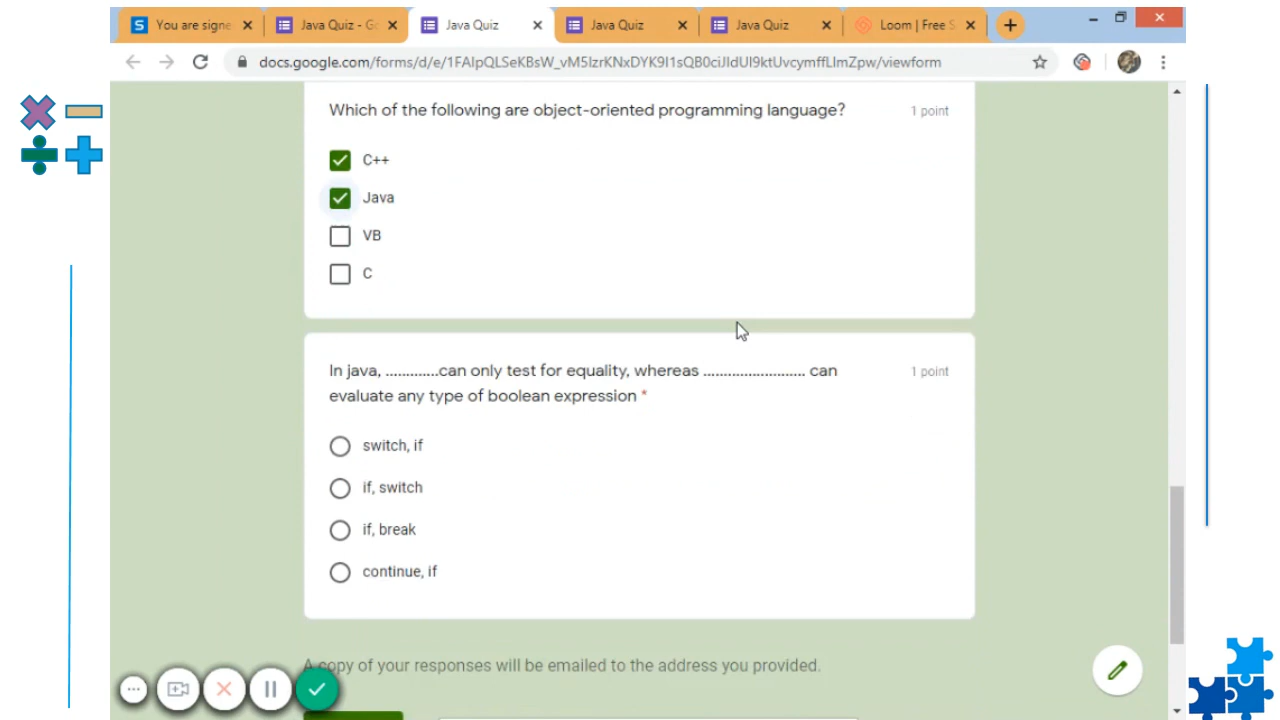 S You are signe
Java Quiz - Go
Java Quiz
Java Quiz
Java Quiz
Loom | Free S
docs.google.com/forms/d/e/1FAIpQLSeKBsW_vM5IzrKNxDYK9I1sQB0ciJIdUI9ktUvcymffLImZpw/viewform
Which of the following are object-oriented programming language?
1 point
C++
Java
VB
C
In java, .............can only test for equality, whereas ......................... can
evaluate any type of boolean expression *
1 point
switch, if
if, switch
if, break
continue, if
A copy of your responses will be emailed to the address you provided.